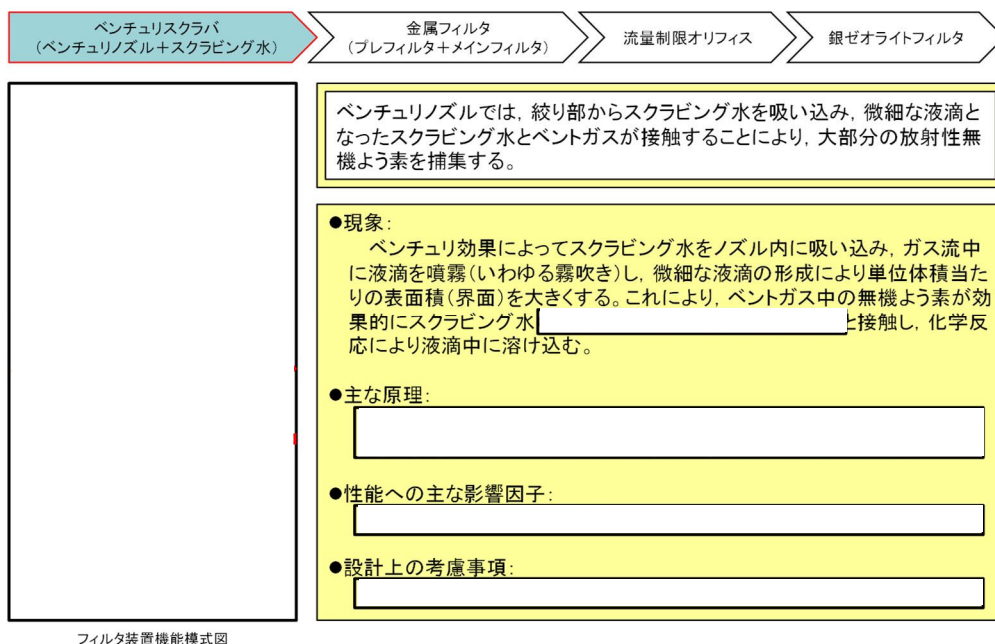 ベンチュリスクラバ
(ベンチュリノズル+スクラビング水)
金属フィルタ
(プレフィルタ+メインフィルタ)
流量制限オリフィス
銀ゼオライトフィルタ
ベンチュリノズルでは，絞り部からスクラビング水を吸い込み，微細な液滴と
なったスクラビング水とベントガスが接触することにより，大部分の放射性無
機よう素を捕集する。
●現象：
ベンチュリ効果によってスクラビング水をノズル内に吸い込み，ガス流中
に液滴を噴霧(いわゆる霧吹き)し，微細な液滴の形成により単位体積当た
りの表面積(界面)を大きくする。これにより，ベントガス中の無機よう素が効
果的にスクラビング水 と接触し，化学反
応により液滴中に溶け込む。
●主な原理：
●性能への主な影響因子：
●設計上の考慮事項：
フィルタ装置機能模式図